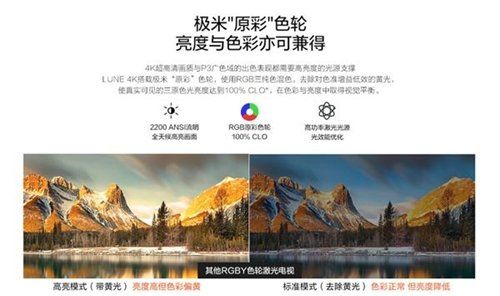 极米"原彩"色轮
亮度与色彩亦可兼得
4K超高清画质与P3广色域的出色表现都需要高亮度的光源支撑
LUNE 4K搭载极米“原彩”色轮，使用RGB三纯色混色，去除对色准增益低效的黄光，
使真实可见的三原色光亮度达到100% CLO*，在色彩与亮度中取得视觉平衡。
2200 ANSI流明
全天候高亮画面
RGB原彩色轮
100% CLO
高功率激光光源
光效能优化
其他RGBY色轮激光电视
高亮模式（带黄光）亮度高但色彩偏黄
标准模式（去除黄光）色彩正常 但亮度降低